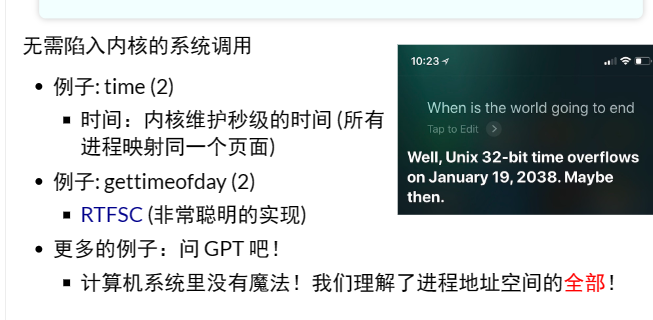 无需陷入内核的系统调用
例子: time (2)
时间：内核维护秒级的时间 (所有
进程映射同一个页面)
例子: gettimeofday (2)
RTFSC (非常聪明的实现)
更多的例子：问 GPT 吧！
计算机系统里没有魔法！我们理解了进程地址空间的全部！
10:23
When is the world going to end
Tap to Edit
Well, Unix 32-bit time overflows
on January 19, 2038. Maybe
then.